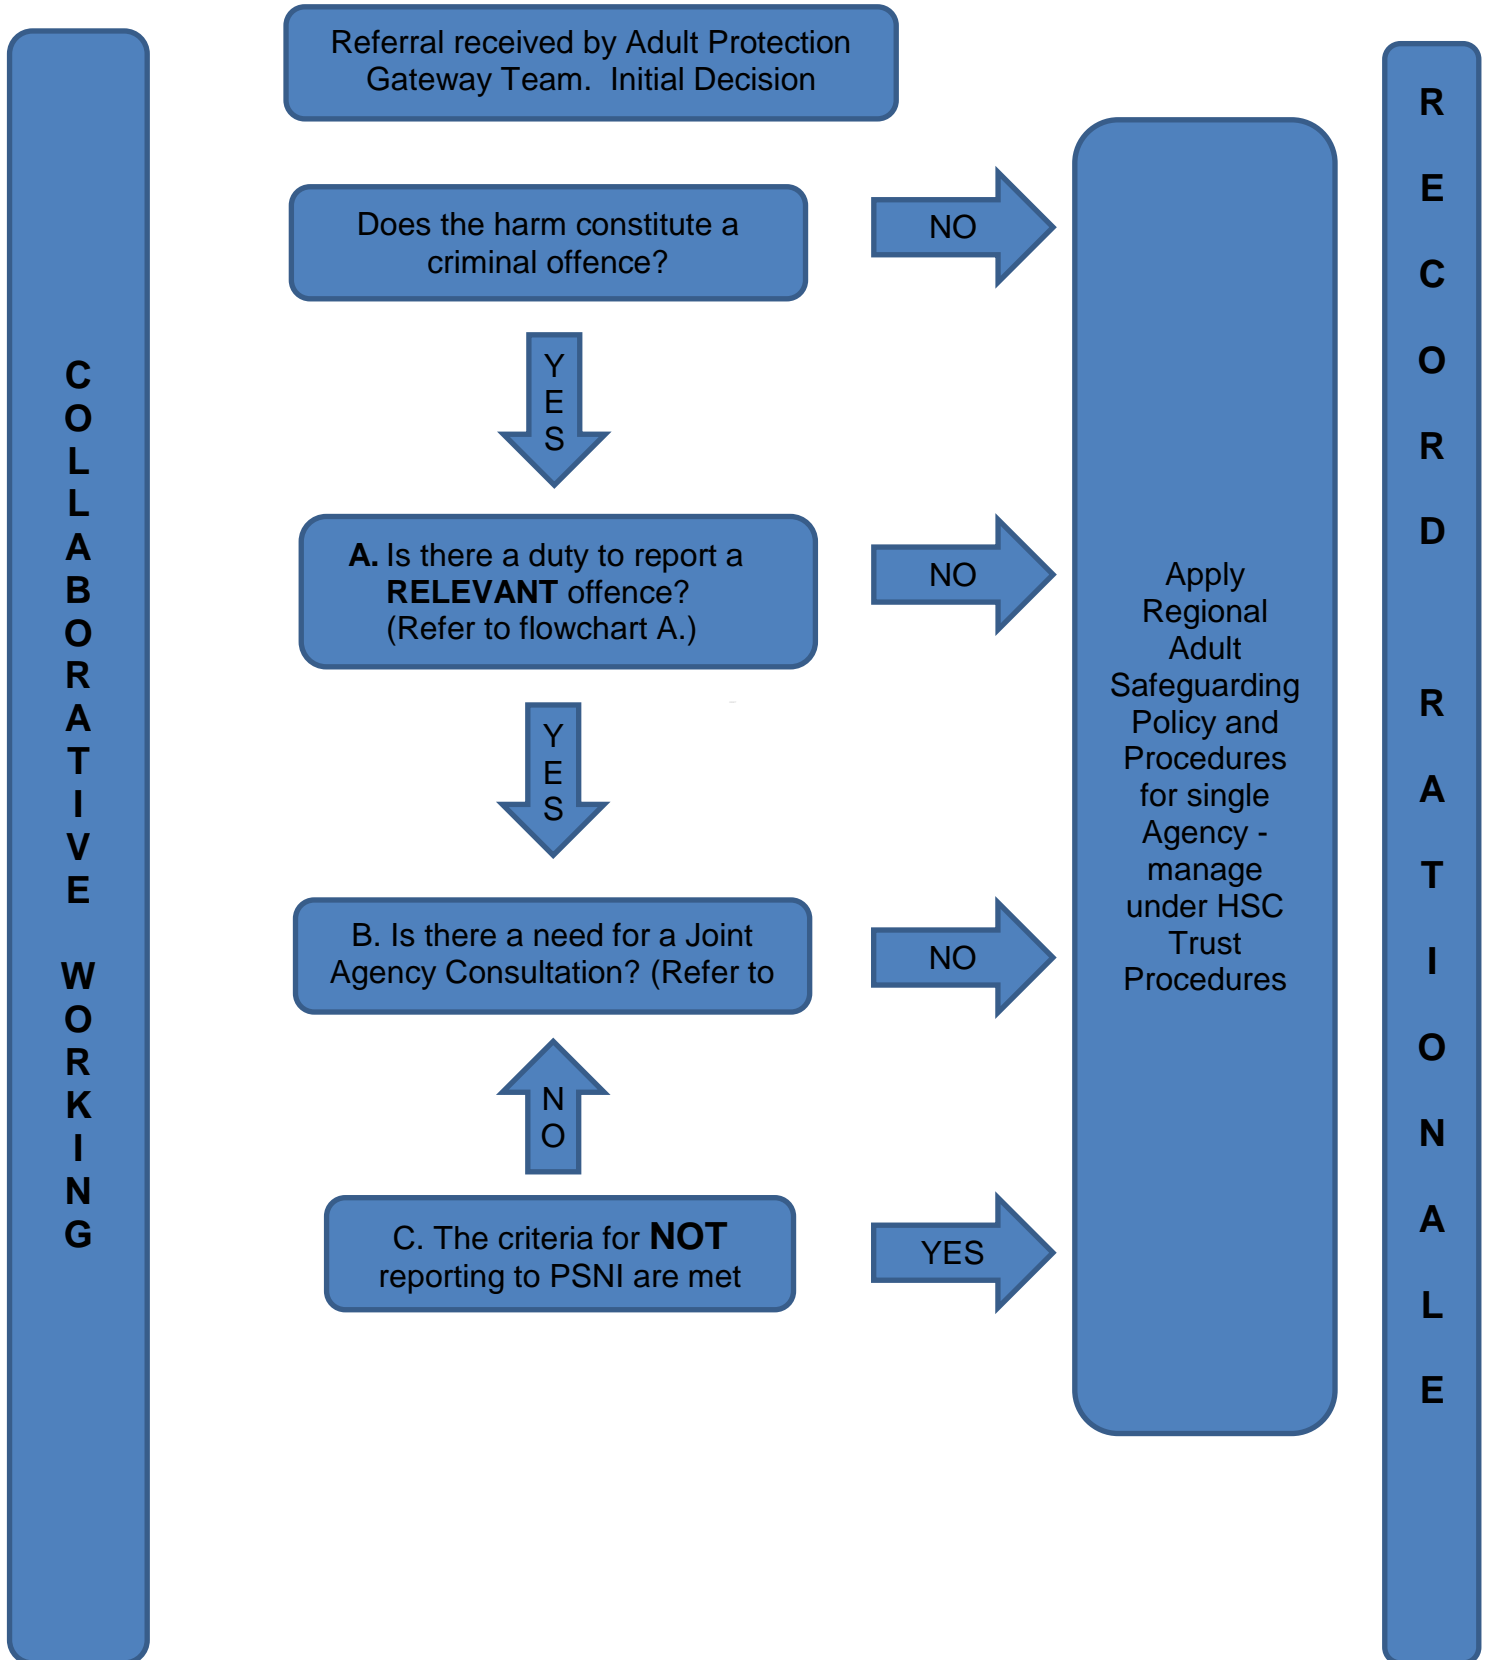 COLLABORATIVE WORKING
Referral received by Adult Protection
Gateway Team.  Initial Decision
Does the harm constitute a
criminal offence?
NO
YES
A. Is there a duty to report a
RELEVANT offence?
(Refer to flowchart A.)
NO
YES
B. Is there a need for a Joint
Agency Consultation? (Refer to
NO
NO
C. The criteria for NOT
reporting to PSNI are met
YES
Apply
Regional
Adult
Safeguarding
Policy and
Procedures
for single
Agency -
manage
under HSC
Trust
Procedures
RECORD RATIONALE